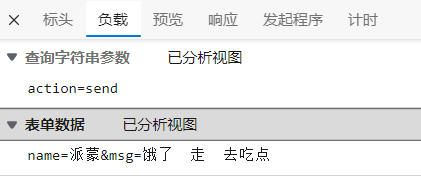 标头 负载 预览 响应 发起程序 计时
查询字符串参数 已分析视图
action=send
表单数据 已分析视图
name=派蒙&msg=饿了  走  去吃点